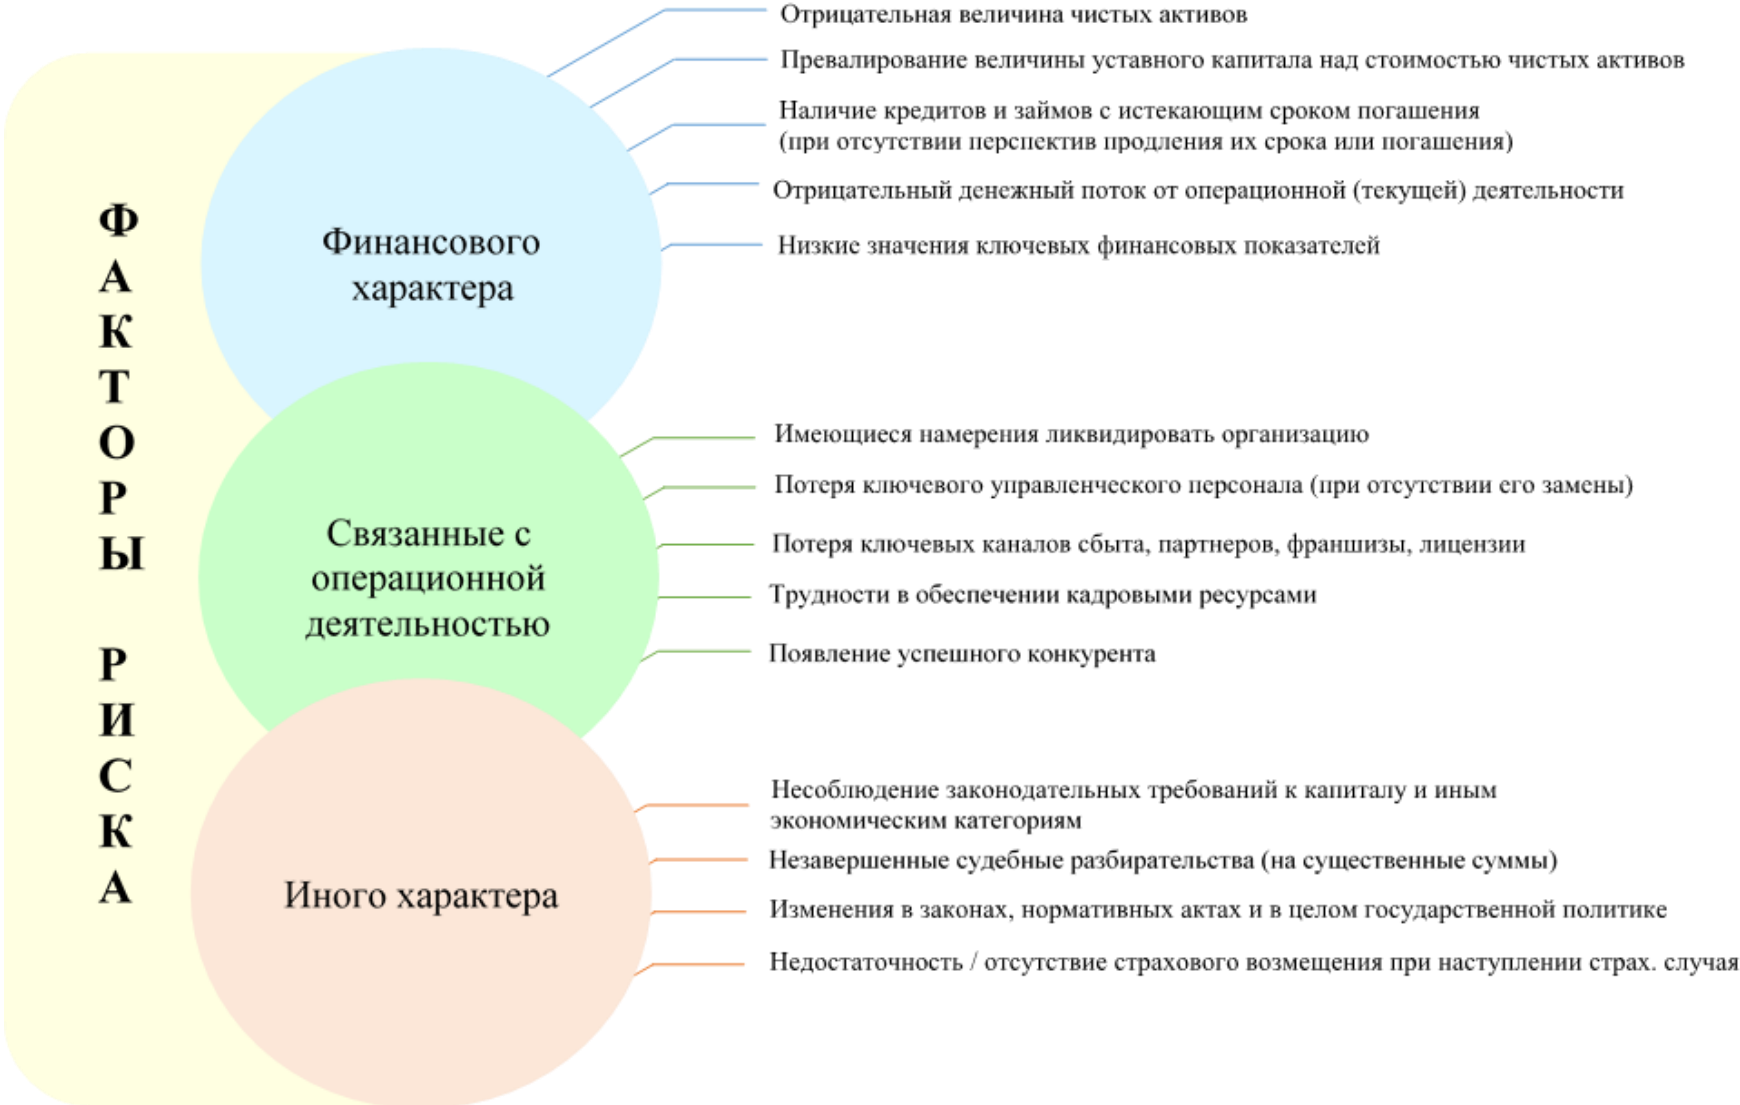 ФАКТОРЫ РИСКА
Финансового
характера
Отрицательная величина чистых активов
Превалирование величины уставного капитала над стоимостью чистых активов
Наличие кредитов и займов с истекающим сроком погашения
(при отсутствии перспектив продления их срока или погашения)
Отрицательный денежный поток от операционной (текущей) деятельности
Низкие значения ключевых финансовых показателей
Связанные с
операционной
деятельностью
Имеющиеся намерения ликвидировать организацию
Потеря ключевого управленческого персонала (при отсутствии его замены)
Потеря ключевых каналов сбыта, партнеров, франшизы, лицензии
Трудности в обеспечении кадровыми ресурсами
Появление успешного конкурента
Иного характера
Несоблюдение законодательных требований к капиталу и иным
экономическим категориям
Незавершенные судебные разбирательства (на существенные суммы)
Изменения в законах, нормативных актах и в целом государственной политике
Недостаточность / отсутствие страхового возмещения при наступлении страх. случая